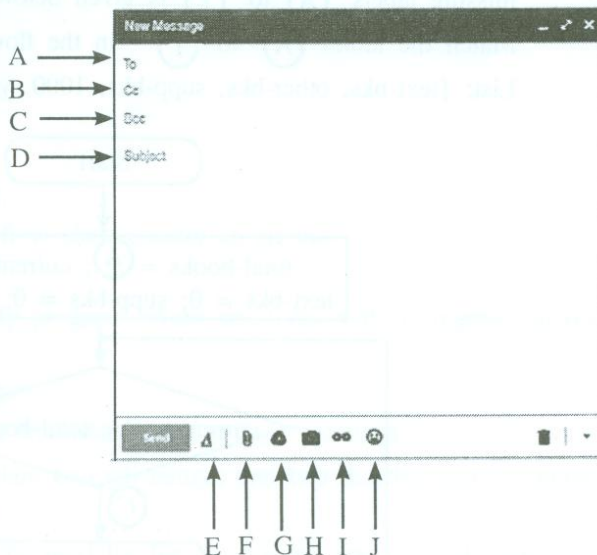 New Message
A To
B Cc
C Bcc
D Subject
Send
E F G H I J